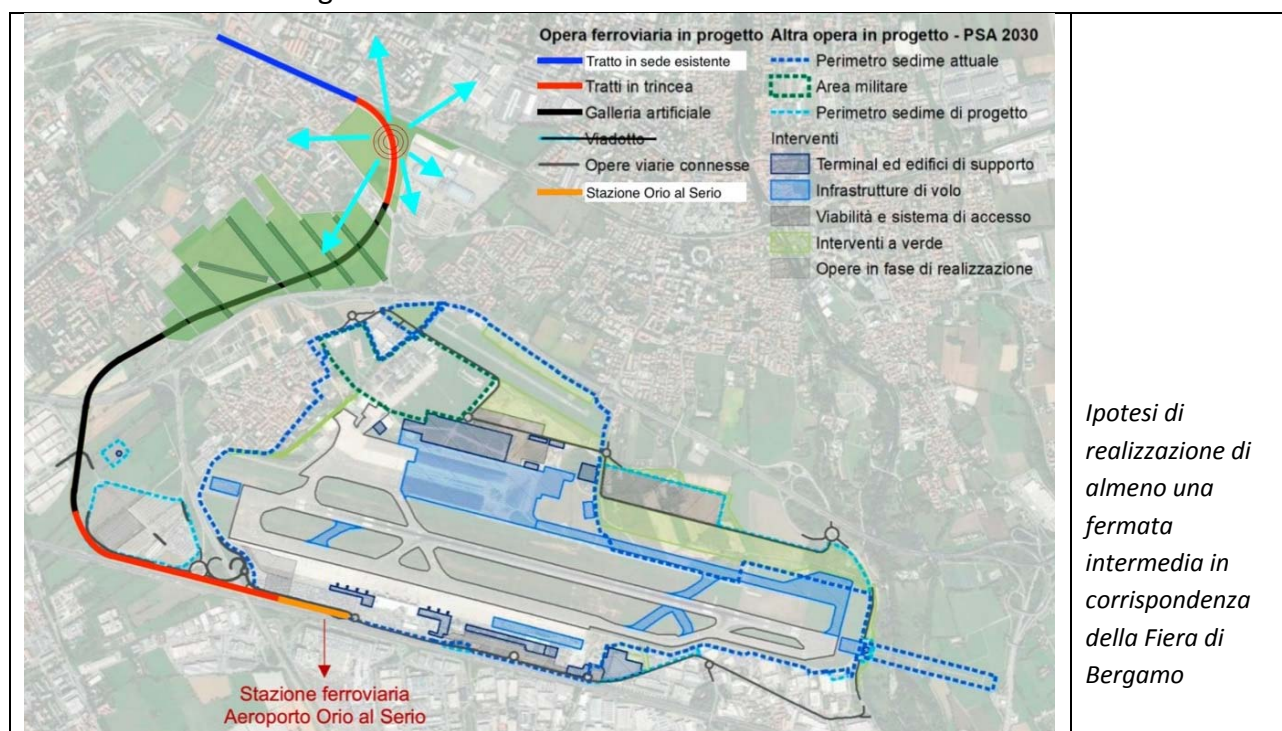 Opera ferroviaria in progetto
Tratto in sede esistente
Tratti in trincea
Galleria artificiale
Viadotto
Opere viarie connesse
Stazione Orio al Serio
Altra opera in progetto - PSA 2030
Perimetro sedime attuale
Area militare
Perimetro sedime di progetto
Interventi
Terminal ed edifici di supporto
Infrastrutture di volo
Viabilità e sistema di accesso
Interventi a verde
Opere in fase di realizzazione
Stazione ferroviaria
Aeroporto Orio al Serio
Ipotesi di
realizzazione di
almeno una
fermata
intermedia in
corrispondenza
della Fiera di
Bergamo